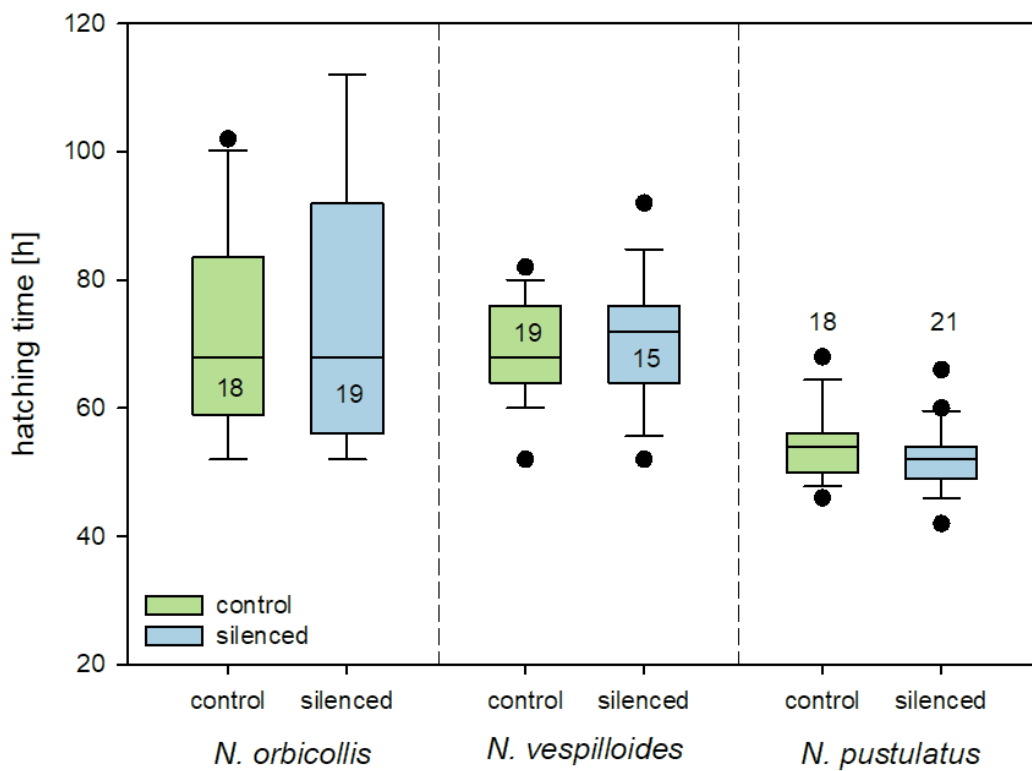 120
100
80
60
40
20
hatching time [h]
18
19
19
15
18
21
control
silenced
control silenced control silenced control silenced
N. orbicollis N. vespilloides N. pustulatus